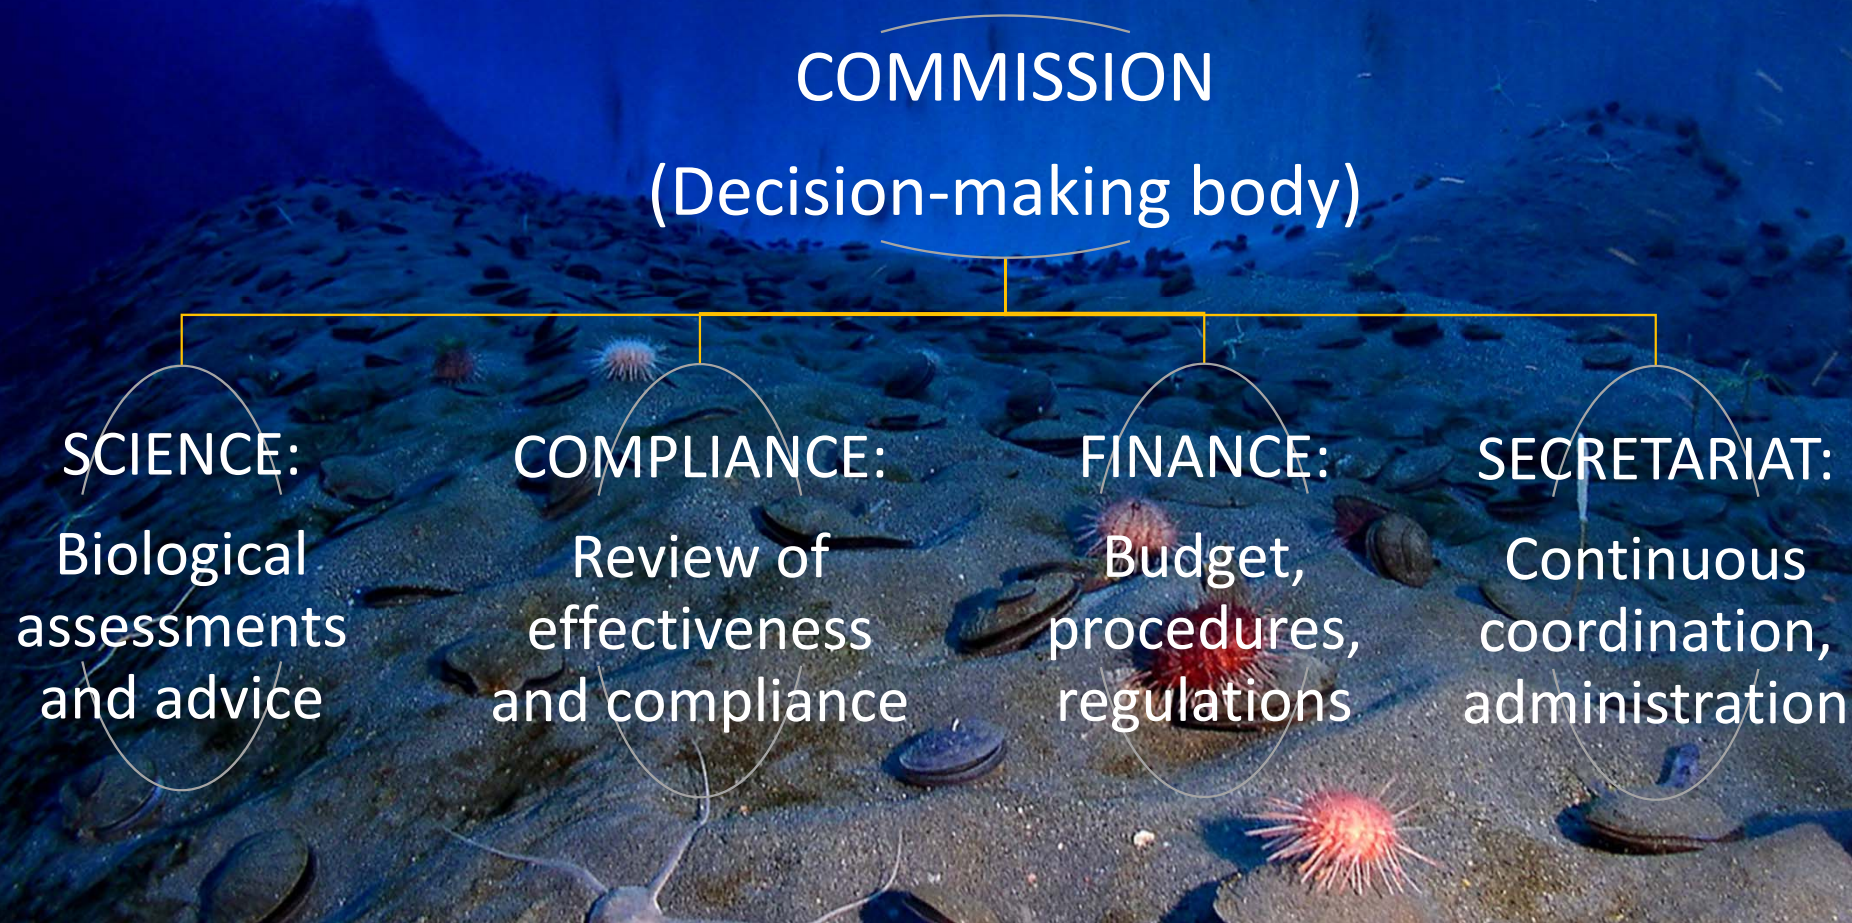 COMMISSION
(Decision-making body)
SCIENCE:
Biological
assessments
and advice
COMPLIANCE:
Review of
effectiveness
and compliance
FINANCE:
Budget,
procedures,
regulations
SECRETARIAT:
Continuous
coordination,
administration